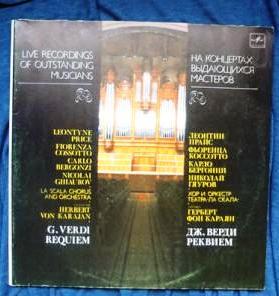 LIVE RECORDINGS
OF OUTSTANDING
MUSICIANS
НА КОНЦЕРТАХ
ВЫДАЮЩИХСЯ
МАСТЕРОВ
LEONTYNE
PRICE
FIORENZA
COSSOTTO
CARLO
BERGONZI
NICOLAI
GHIAUROV
LA SCALA CHORUS
AND ORCHESTRA
HERBERT
VON KARAJAN
G. VERDI
REQUIEM
ЛЕОНТИН
ПРАЙС
ФЬОРЕНЦА
КОССОТТО
КАРЛО
БЕРГОНЦИ
НИКОЛАЙ
ГЯУРОВ
ХОР И ОРКЕСТР
ТЕАТРА «ЛА СКАЛА»
ГЕРБЕРТ
ФОН КАРАЯН
ДЖ. ВЕРДИ
РЕКВИЕМ